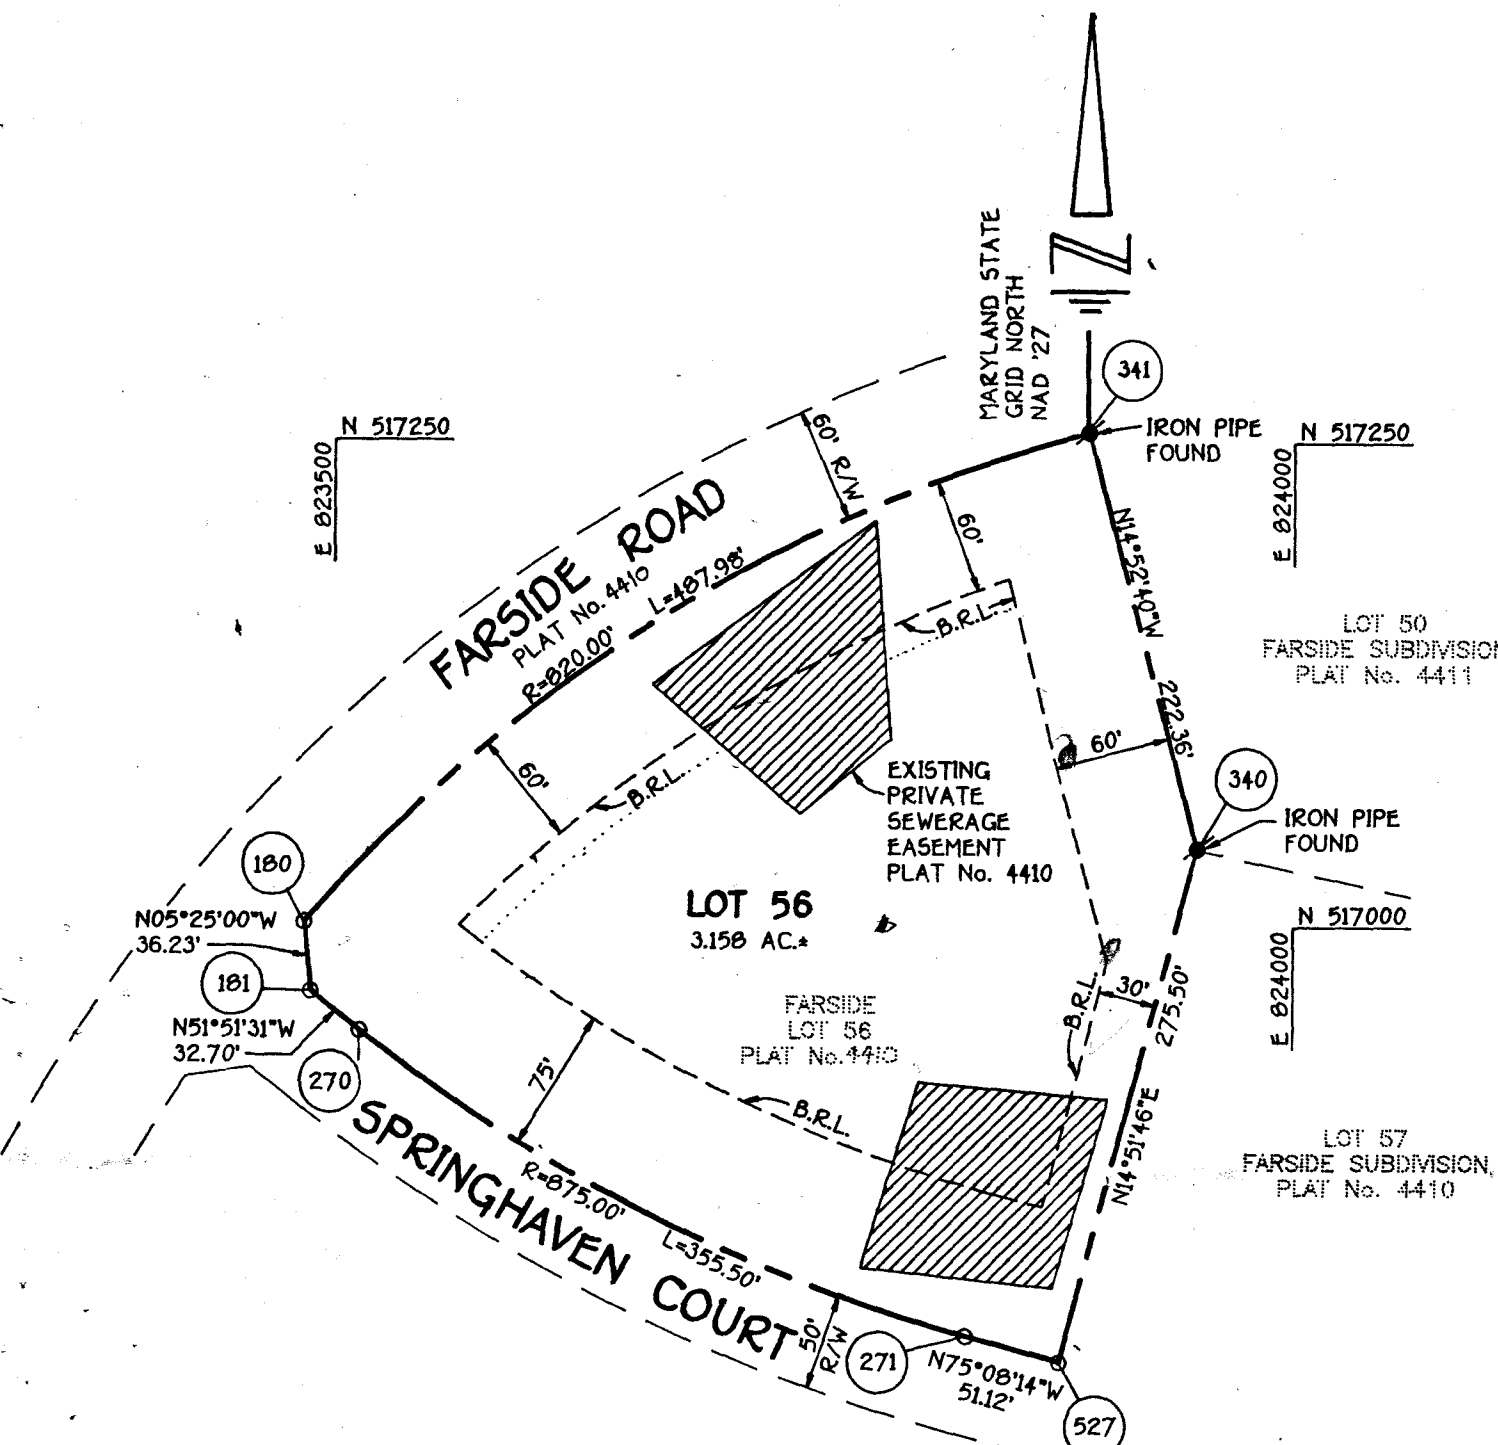 MARYLAND STATE
GRID NORTH
NAD '27
N
341
IRON PIPE
FOUND
N 517250
E 823500
N 517250
E 824000
60' R/W
FARSIDE ROAD
PLAT No. 4410
R=820.00'
L=487.98'
60'
B.R.L.
N14°52'40"W
222.36'
LOT 50
FARSIDE SUBDIVISION
PLAT No. 4411
60'
B.R.L.
60'
EXISTING
PRIVATE
SEWERAGE
EASEMENT
PLAT No. 4410
340
IRON PIPE
FOUND
180
N05°25'00"W
36.23'
181
N51°51'31"W
32.70'
270
LOT 56
3.158 AC.±
N 517000
E 824000
FARSIDE
LOT 56
PLAT No.4410
B.R.L.
30'
275.50'
N14°51'46"E
75'
B.R.L.
LOT 57
FARSIDE SUBDIVISION,
PLAT No. 4410
SPRINGHAVEN COURT
R=875.00'
L=355.50'
50'
R/W
271
N75°08'14"W
51.12'
527